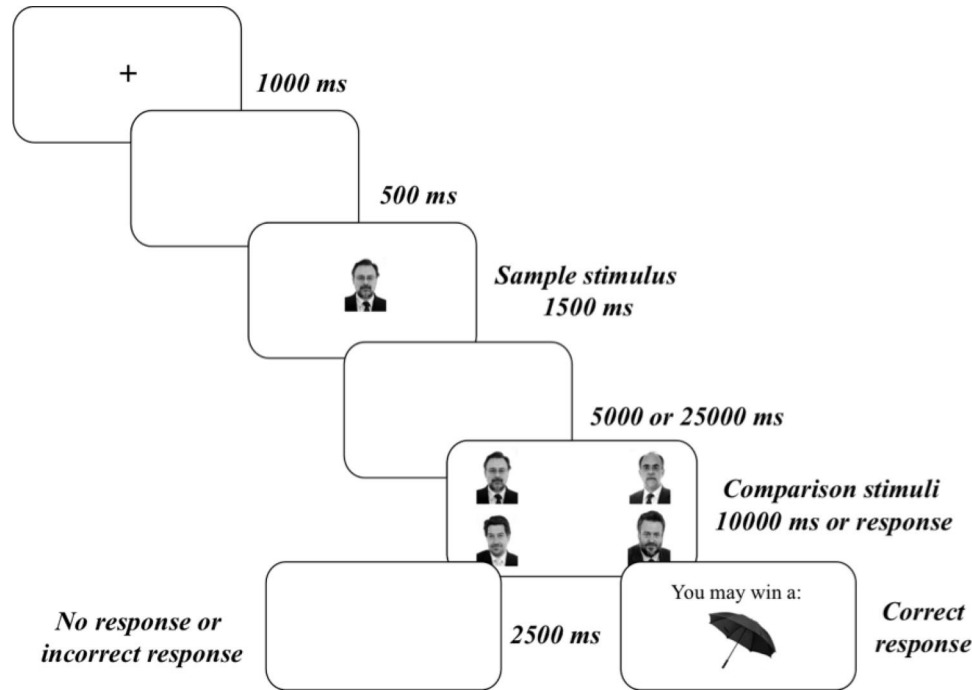 +
1000 ms
500 ms
Sample stimulus
1500 ms
5000 or 25000 ms
Comparison stimuli
10000 ms or response
No response or
incorrect response
2500 ms
You may win a:
Correct
response